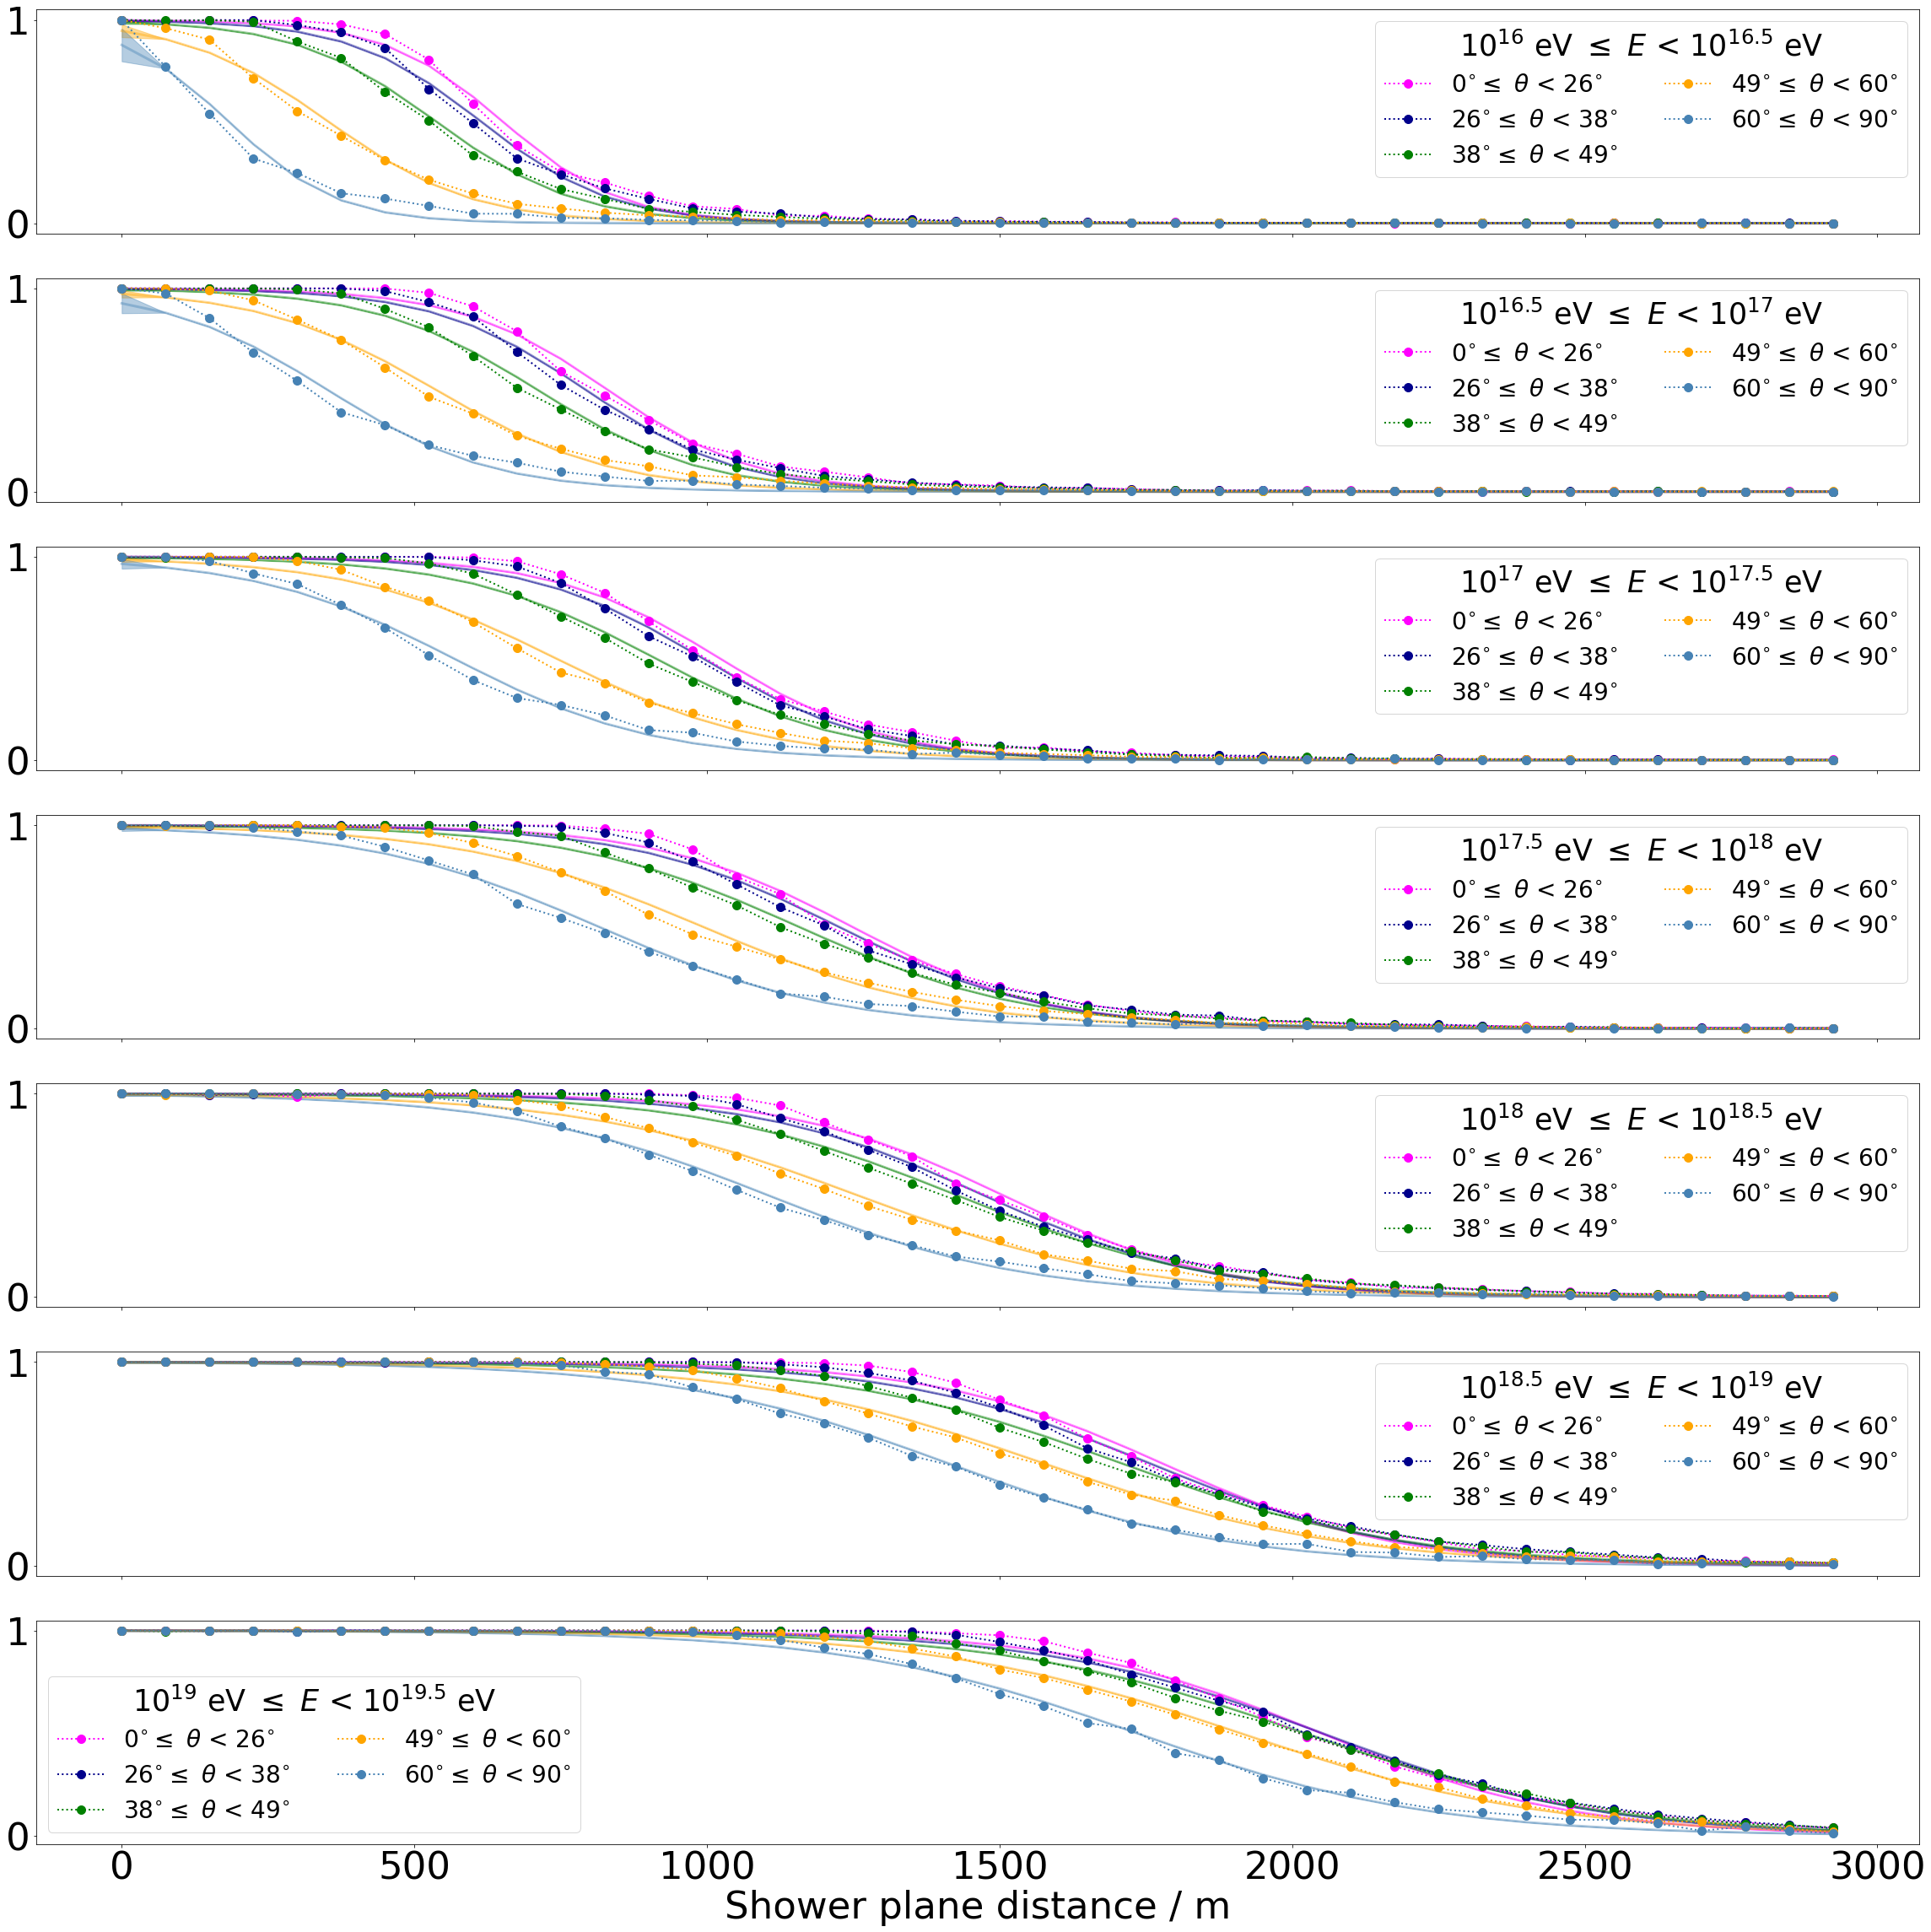 1
0
10^16 eV ≤ E < 10^16.5 eV
0° ≤ θ < 26° 49° ≤ θ < 60°
26° ≤ θ < 38° 60° ≤ θ < 90°
38° ≤ θ < 49°
1
0
10^16.5 eV ≤ E < 10^17 eV
0° ≤ θ < 26° 49° ≤ θ < 60°
26° ≤ θ < 38° 60° ≤ θ < 90°
38° ≤ θ < 49°
1
0
10^17 eV ≤ E < 10^17.5 eV
0° ≤ θ < 26° 49° ≤ θ < 60°
26° ≤ θ < 38° 60° ≤ θ < 90°
38° ≤ θ < 49°
1
0
10^17.5 eV ≤ E < 10^18 eV
0° ≤ θ < 26° 49° ≤ θ < 60°
26° ≤ θ < 38° 60° ≤ θ < 90°
38° ≤ θ < 49°
1
0
10^18 eV ≤ E < 10^18.5 eV
0° ≤ θ < 26° 49° ≤ θ < 60°
26° ≤ θ < 38° 60° ≤ θ < 90°
38° ≤ θ < 49°
1
0
10^18.5 eV ≤ E < 10^19 eV
0° ≤ θ < 26° 49° ≤ θ < 60°
26° ≤ θ < 38° 60° ≤ θ < 90°
38° ≤ θ < 49°
1
0
10^19 eV ≤ E < 10^19.5 eV
0° ≤ θ < 26° 49° ≤ θ < 60°
26° ≤ θ < 38° 60° ≤ θ < 90°
38° ≤ θ < 49°
0 500 1000 1500 2000 2500 3000
Shower plane distance / m